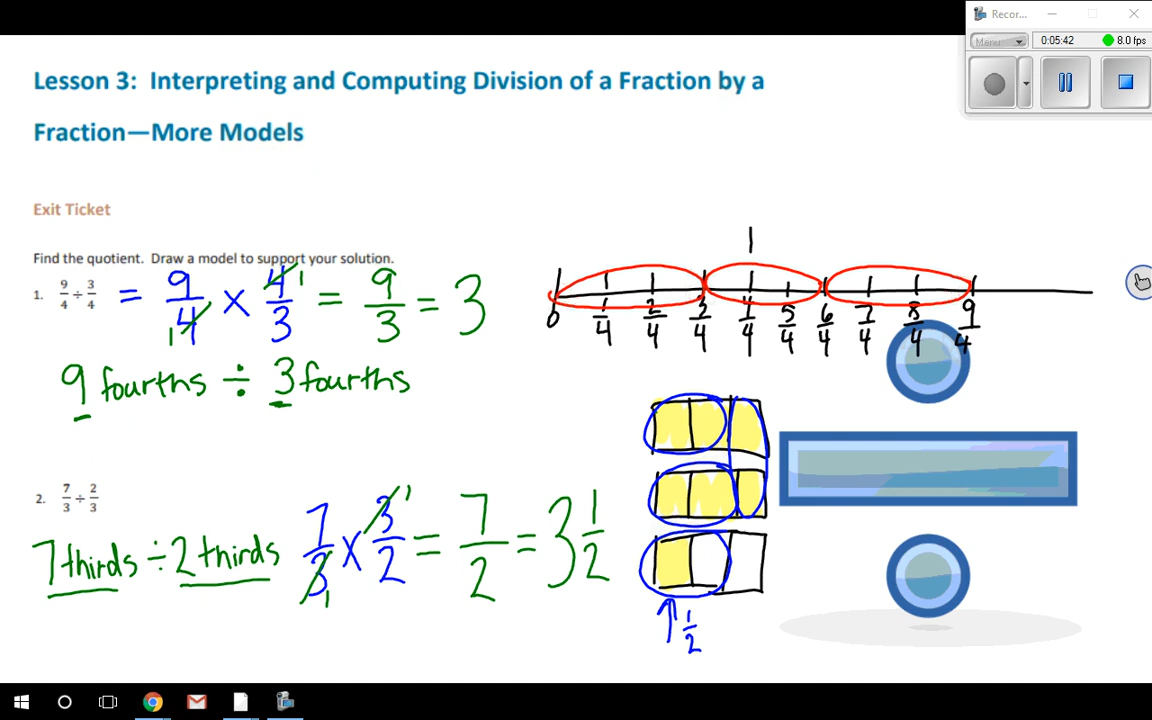 Recor...
Menu
0:05:42
8.0 fps
Lesson 3: Interpreting and Computing Division of a Fraction by a
Fraction—More Models
Exit Ticket
Find the quotient. Draw a model to support your solution.
1. 9/4 ÷ 3/4 = 9/4 × 4/3 = 9/3 = 3
1 1
9 fourths ÷ 3 fourths
1
0 1/4 2/4 3/4 4/4 5/4 6/4 7/4 8/4 9/4
2. 7/3 ÷ 2/3
7 thirds ÷ 2 thirds 7/3 × 3/2 = 7/2 = 3 1/2
1 1
1/2